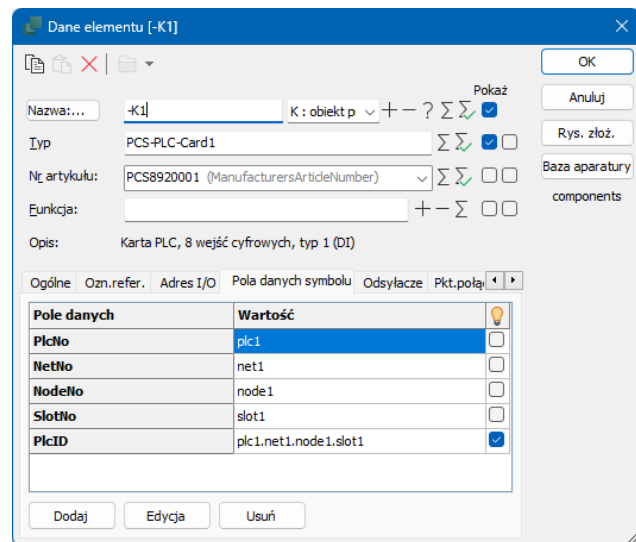 Dane elementu [-K1]
OK
Pokaż
Nazwa:...
-K1
K : obiekt p
Anuluj
Typ
PCS-PLC-Card1
Rys. złoż.
Nr artykułu:
PCS8920001 (ManufacturersArticleNumber)
Baza aparatury
Funkcja:
components
Opis:
Karta PLC, 8 wejść cyfrowych, typ 1 (DI)
Ogólne
Ozn.refer.
Adres I/O
Pola danych symbolu
Odsyłacze
Pkt.połą
Pole danych
Wartość
PlcNo
plc1
NetNo
net1
NodeNo
node1
SlotNo
slot1
PlcID
plc1.net1.node1.slot1
Dodaj
Edycja
Usuń